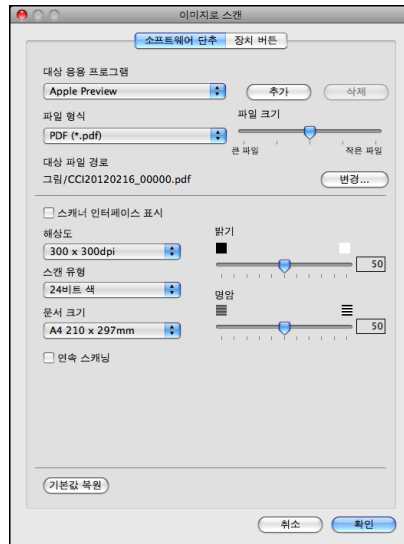 이미지로 스캔
소프트웨어 단추 장치 버튼
대상 응용 프로그램
Apple Preview 추가 삭제
파일 형식 파일 크기
PDF (*.pdf)
큰 파일 작은 파일
대상 파일 경로
그림/CCI20120216_00000.pdf 변경...
스캐너 인터페이스 표시
해상도 밝기
300 x 300dpi
50
스캔 유형
24비트 색 명암
문서 크기
A4 210 x 297mm 50
연속 스캐닝
기본값 복원
취소 확인